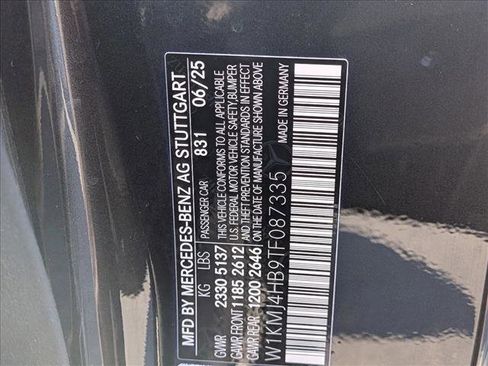 MFD BY MERCEDES-BENZ AG STUTTGART
PASSENGER CAR 831 06/25
KG LBS
GVWR 2330 5137
GAWR FRONT 1185 2612
GAWR REAR 1200 2646
THIS VEHICLE CONFORMS TO ALL APPLICABLE
U.S. FEDERAL MOTOR VEHICLE SAFETY, BUMPER
AND THEFT PREVENTION STANDARDS IN EFFECT
ON THE DATE OF MANUFACTURE SHOWN ABOVE
W1KMJ4HB9TF087335
MADE IN GERMANY